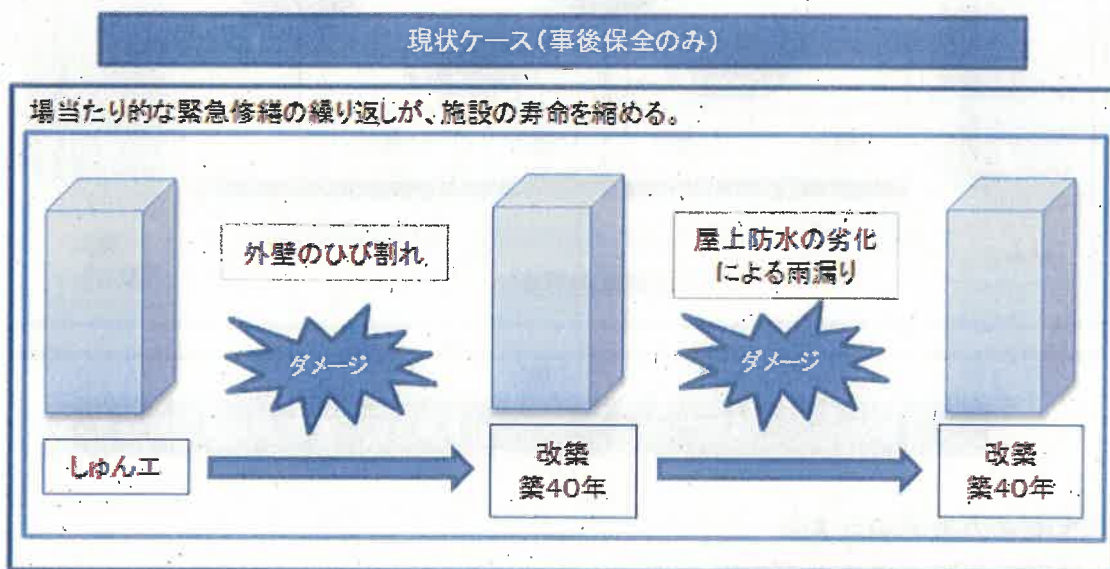 現状ケース(事後保全のみ)
場当たり的な緊急修繕の繰り返しが、施設の寿命を縮める。
外壁のひび割れ
屋上防水の劣化
による雨漏り
ダメージ
ダメージ
しゅん工
改築
築40年
改築
築40年